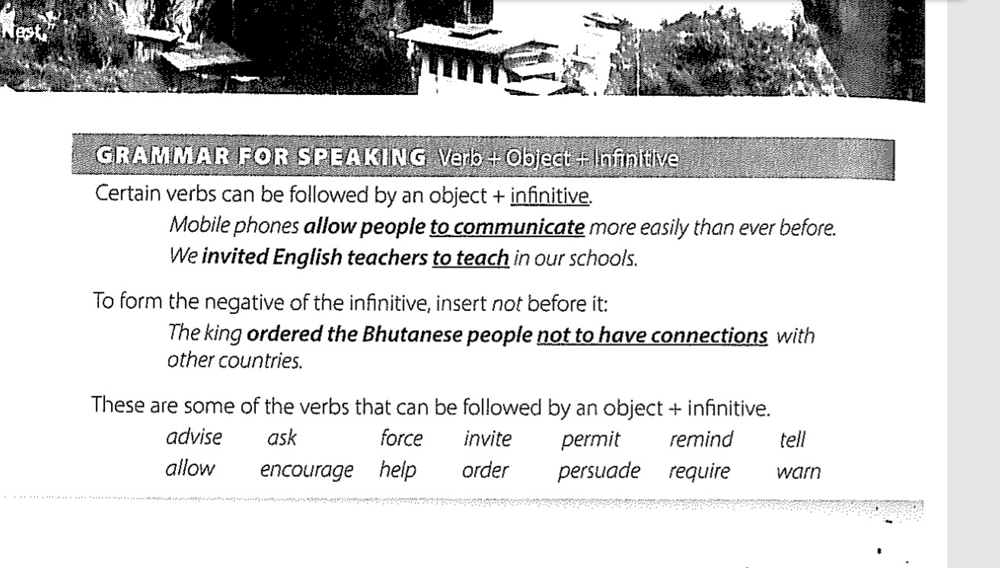 Nest."
GRAMMAR FOR SPEAKING Verb + Object + Infinitive
Certain verbs can be followed by an object + infinitive.
Mobile phones allow people to communicate more easily than ever before.
We invited English teachers to teach in our schools.
To form the negative of the infinitive, insert not before it:
The king ordered the Bhutanese people not to have connections with
other countries.
These are some of the verbs that can be followed by an object + infinitive.
advise ask force invite permit remind tell
allow encourage help order persuade require warn